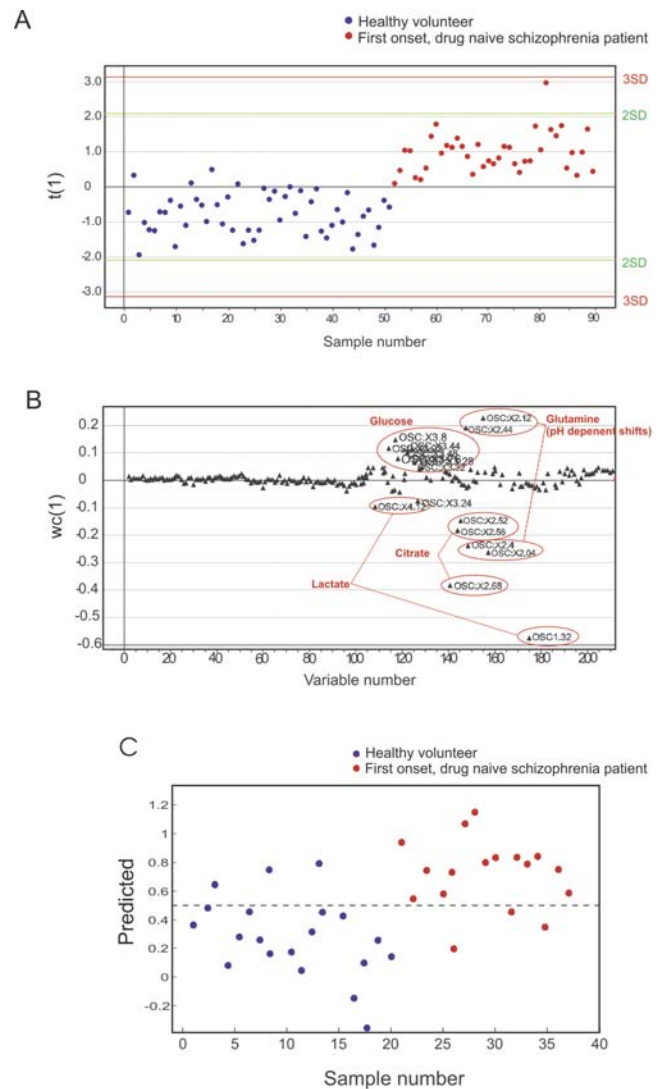 A
Healthy volunteer
First onset, drug naive schizophrenia patient
3.0
2.0
1.0
0
-1.0
-2.0
-3.0
t(1)
3SD
2SD
2SD
3SD
0 10 20 30 40 50 60 70 80 90
Sample number
B
0.2
0.1
0
-0.1
-0.2
-0.3
-0.4
-0.5
-0.6
wc(1)
Glucose
OSC:X2.12
OSC:X2.44
Glutamine
(pH depenent shifts)
OSC:X3.8
OSC:X3.24
OSC:X4.12
OSC:X2.52
OSC:X2.56
OSC:X2.4
OSC:X2.04
Citrate
OSC:X2.68
Lactate
OSC1.32
0 20 40 60 80 100 120 140 160 180 200
Variable number
C
Healthy volunteer
First onset, drug naive schizophrenia patient
1.2
1
0.8
0.6
0.4
0.2
0
-0.2
Predicted
0 5 10 15 20 25 30 35 40
Sample number